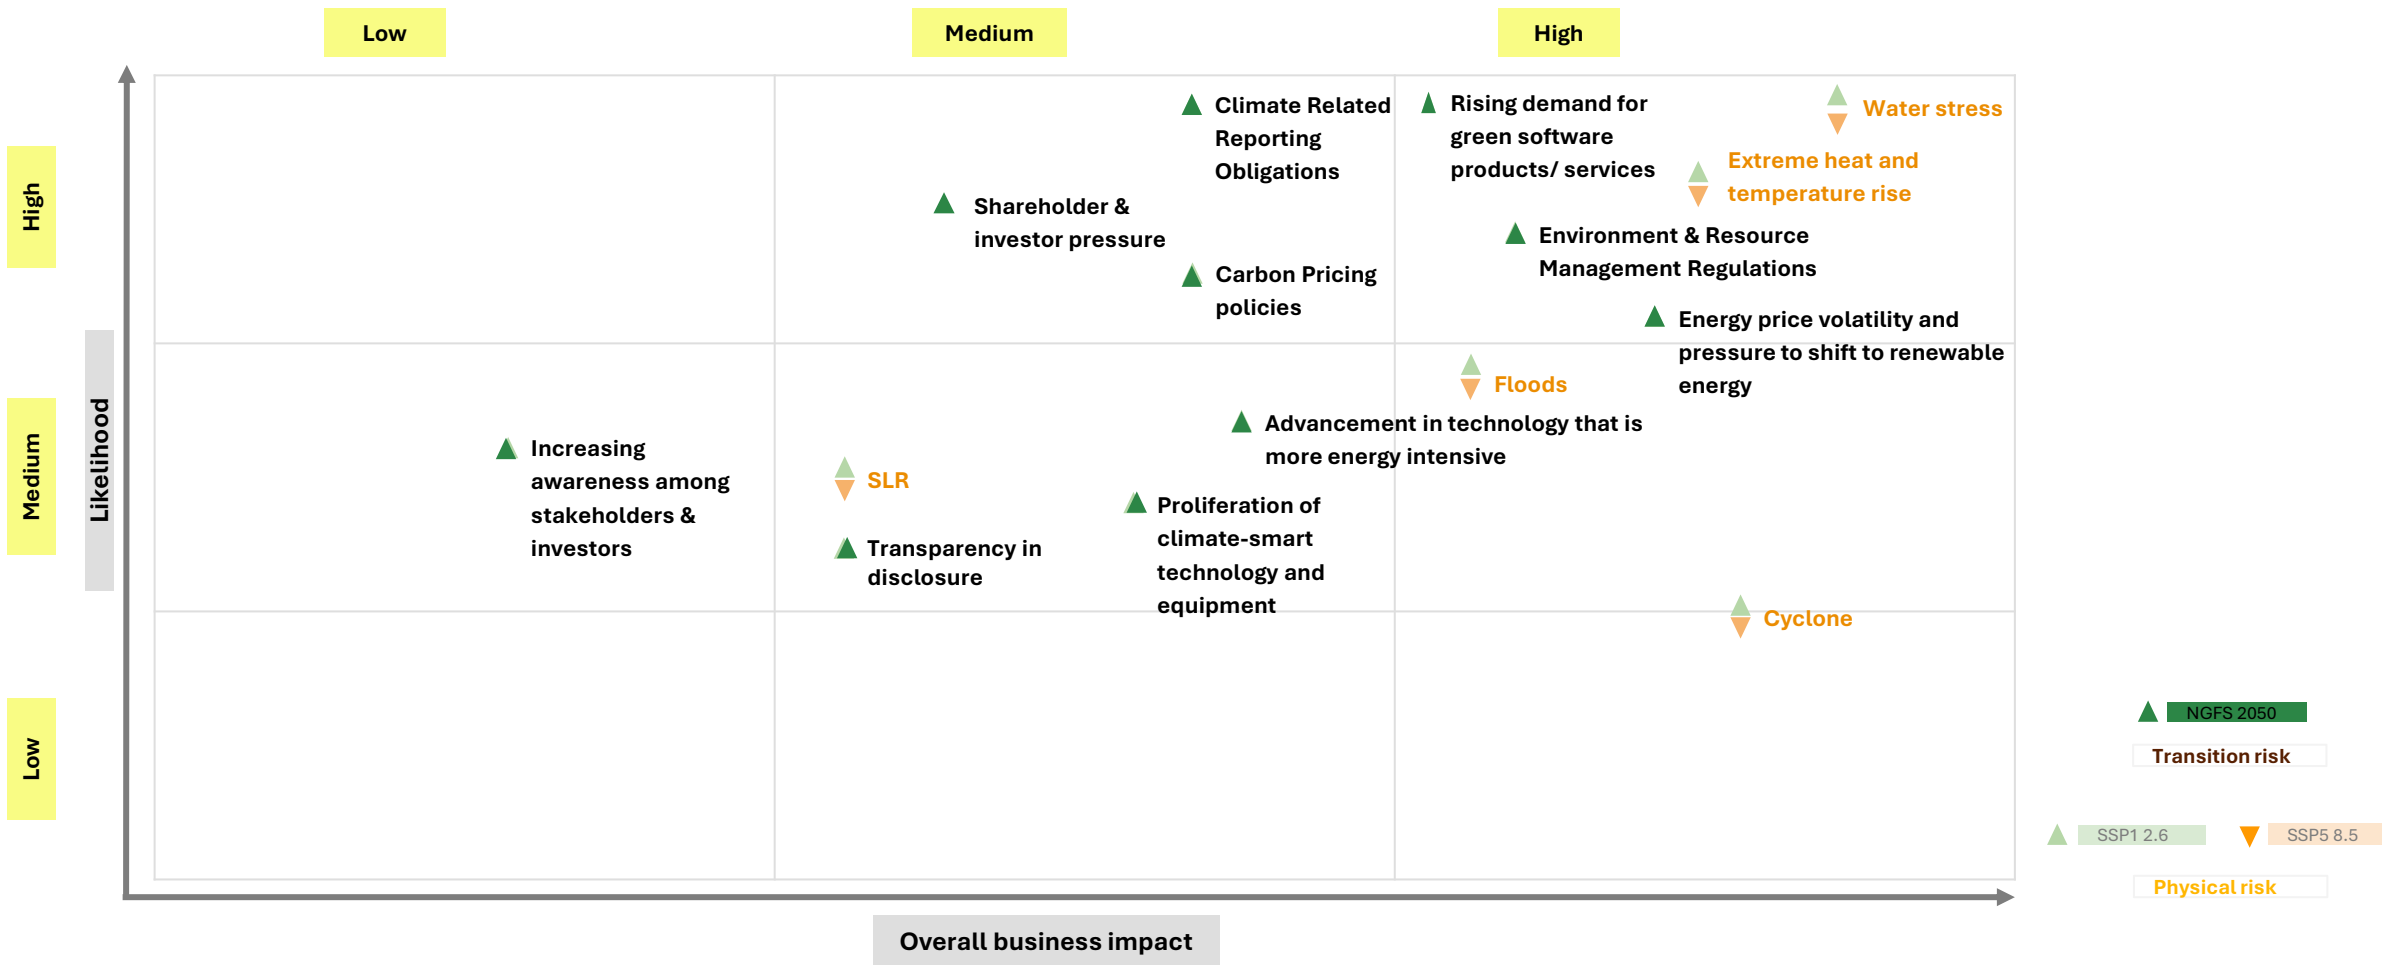 Low
Medium
High
High
Medium
Low
Likelihood
Climate Related
Reporting
Obligations
Rising demand for
green software
products/ services
Water stress
Extreme heat and
temperature rise
Shareholder &
investor pressure
Environment & Resource
Management Regulations
Carbon Pricing
policies
Energy price volatility and
pressure to shift to renewable
energy
Floods
Advancement in technology that is
more energy intensive
Increasing
awareness among
stakeholders &
investors
SLR
Transparency in
disclosure
Proliferation of
climate-smart
technology and
equipment
Cyclone
NGFS 2050
Transition risk
SSP1 2.6
SSP5 8.5
Physical risk
Overall business impact